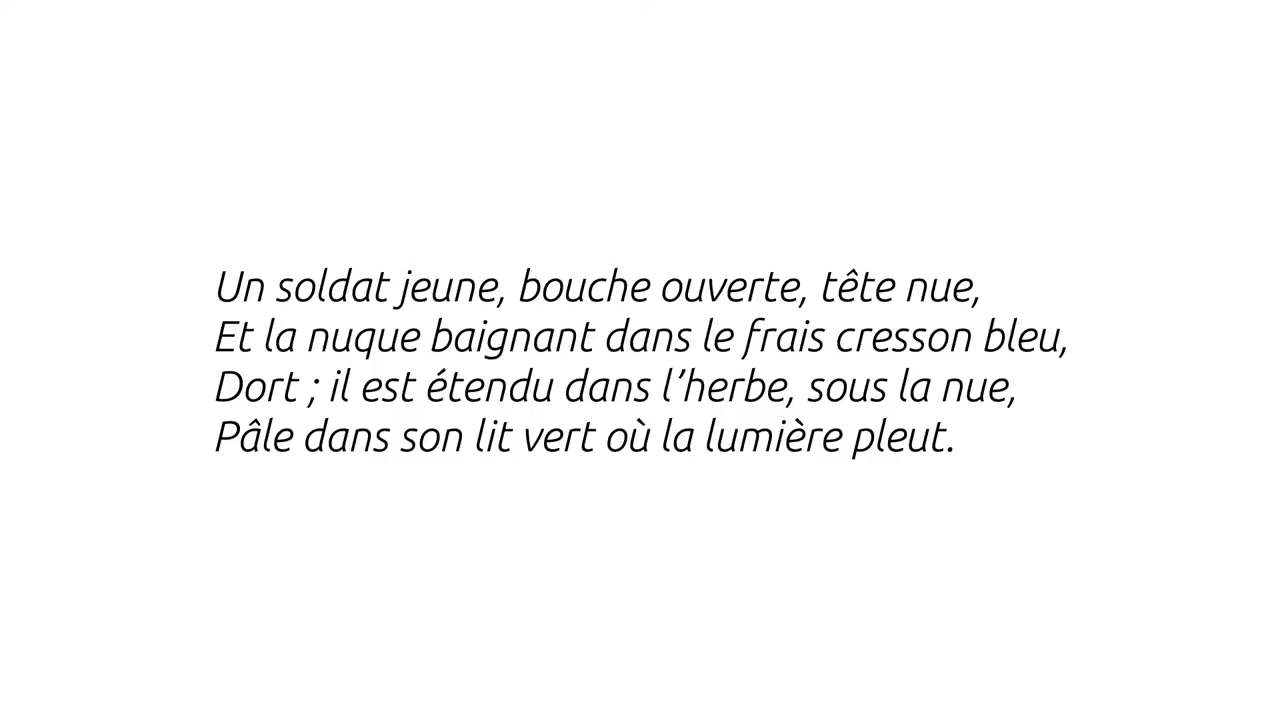 Un soldat jeune, bouche ouverte, tête nue,
Et la nuque baignant dans le frais cresson bleu,
Dort ; il est étendu dans l’herbe, sous la nue,
Pâle dans son lit vert où la lumière pleut.